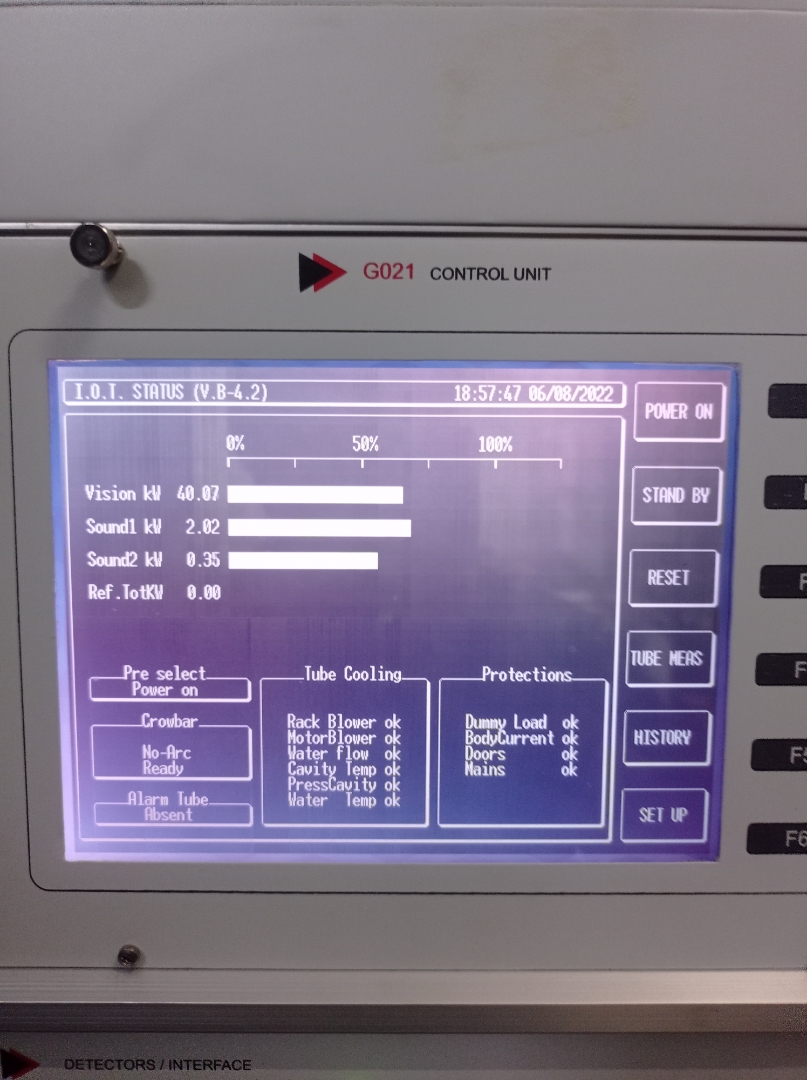 G021 CONTROL UNIT
I.O.T. STATUS (V.B-4.2) 18:57:47 06/08/2022
POWER ON
0% 50% 100%
Vision kW 40.07
STAND BY
Sound1 kW 2.02
Sound2 kW 0.35
RESET
Ref.TotKW 0.00
TUBE MEAS
Pre select
Power on
Crowbar
No-Arc
Ready
Alarm Tube
Absent
Tube Cooling
Rack Blower ok
MotorBlower ok
Water flow ok
Cavity Temp ok
PressCavity ok
Water Temp ok
Protections
Dummy Load ok
BodyCurrent ok
Doors ok
Mains ok
HISTORY
SET UP
F5
F6
DETECTORS / INTERFACE